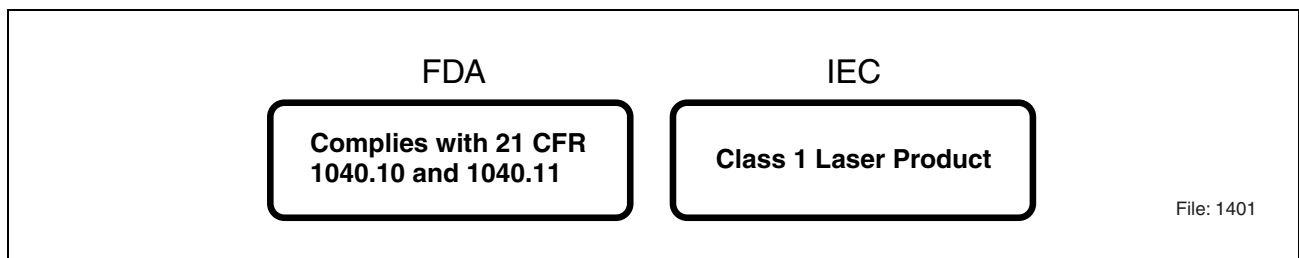 FDA
IEC
Complies with 21 CFR
1040.10 and 1040.11
Class 1 Laser Product
File: 1401